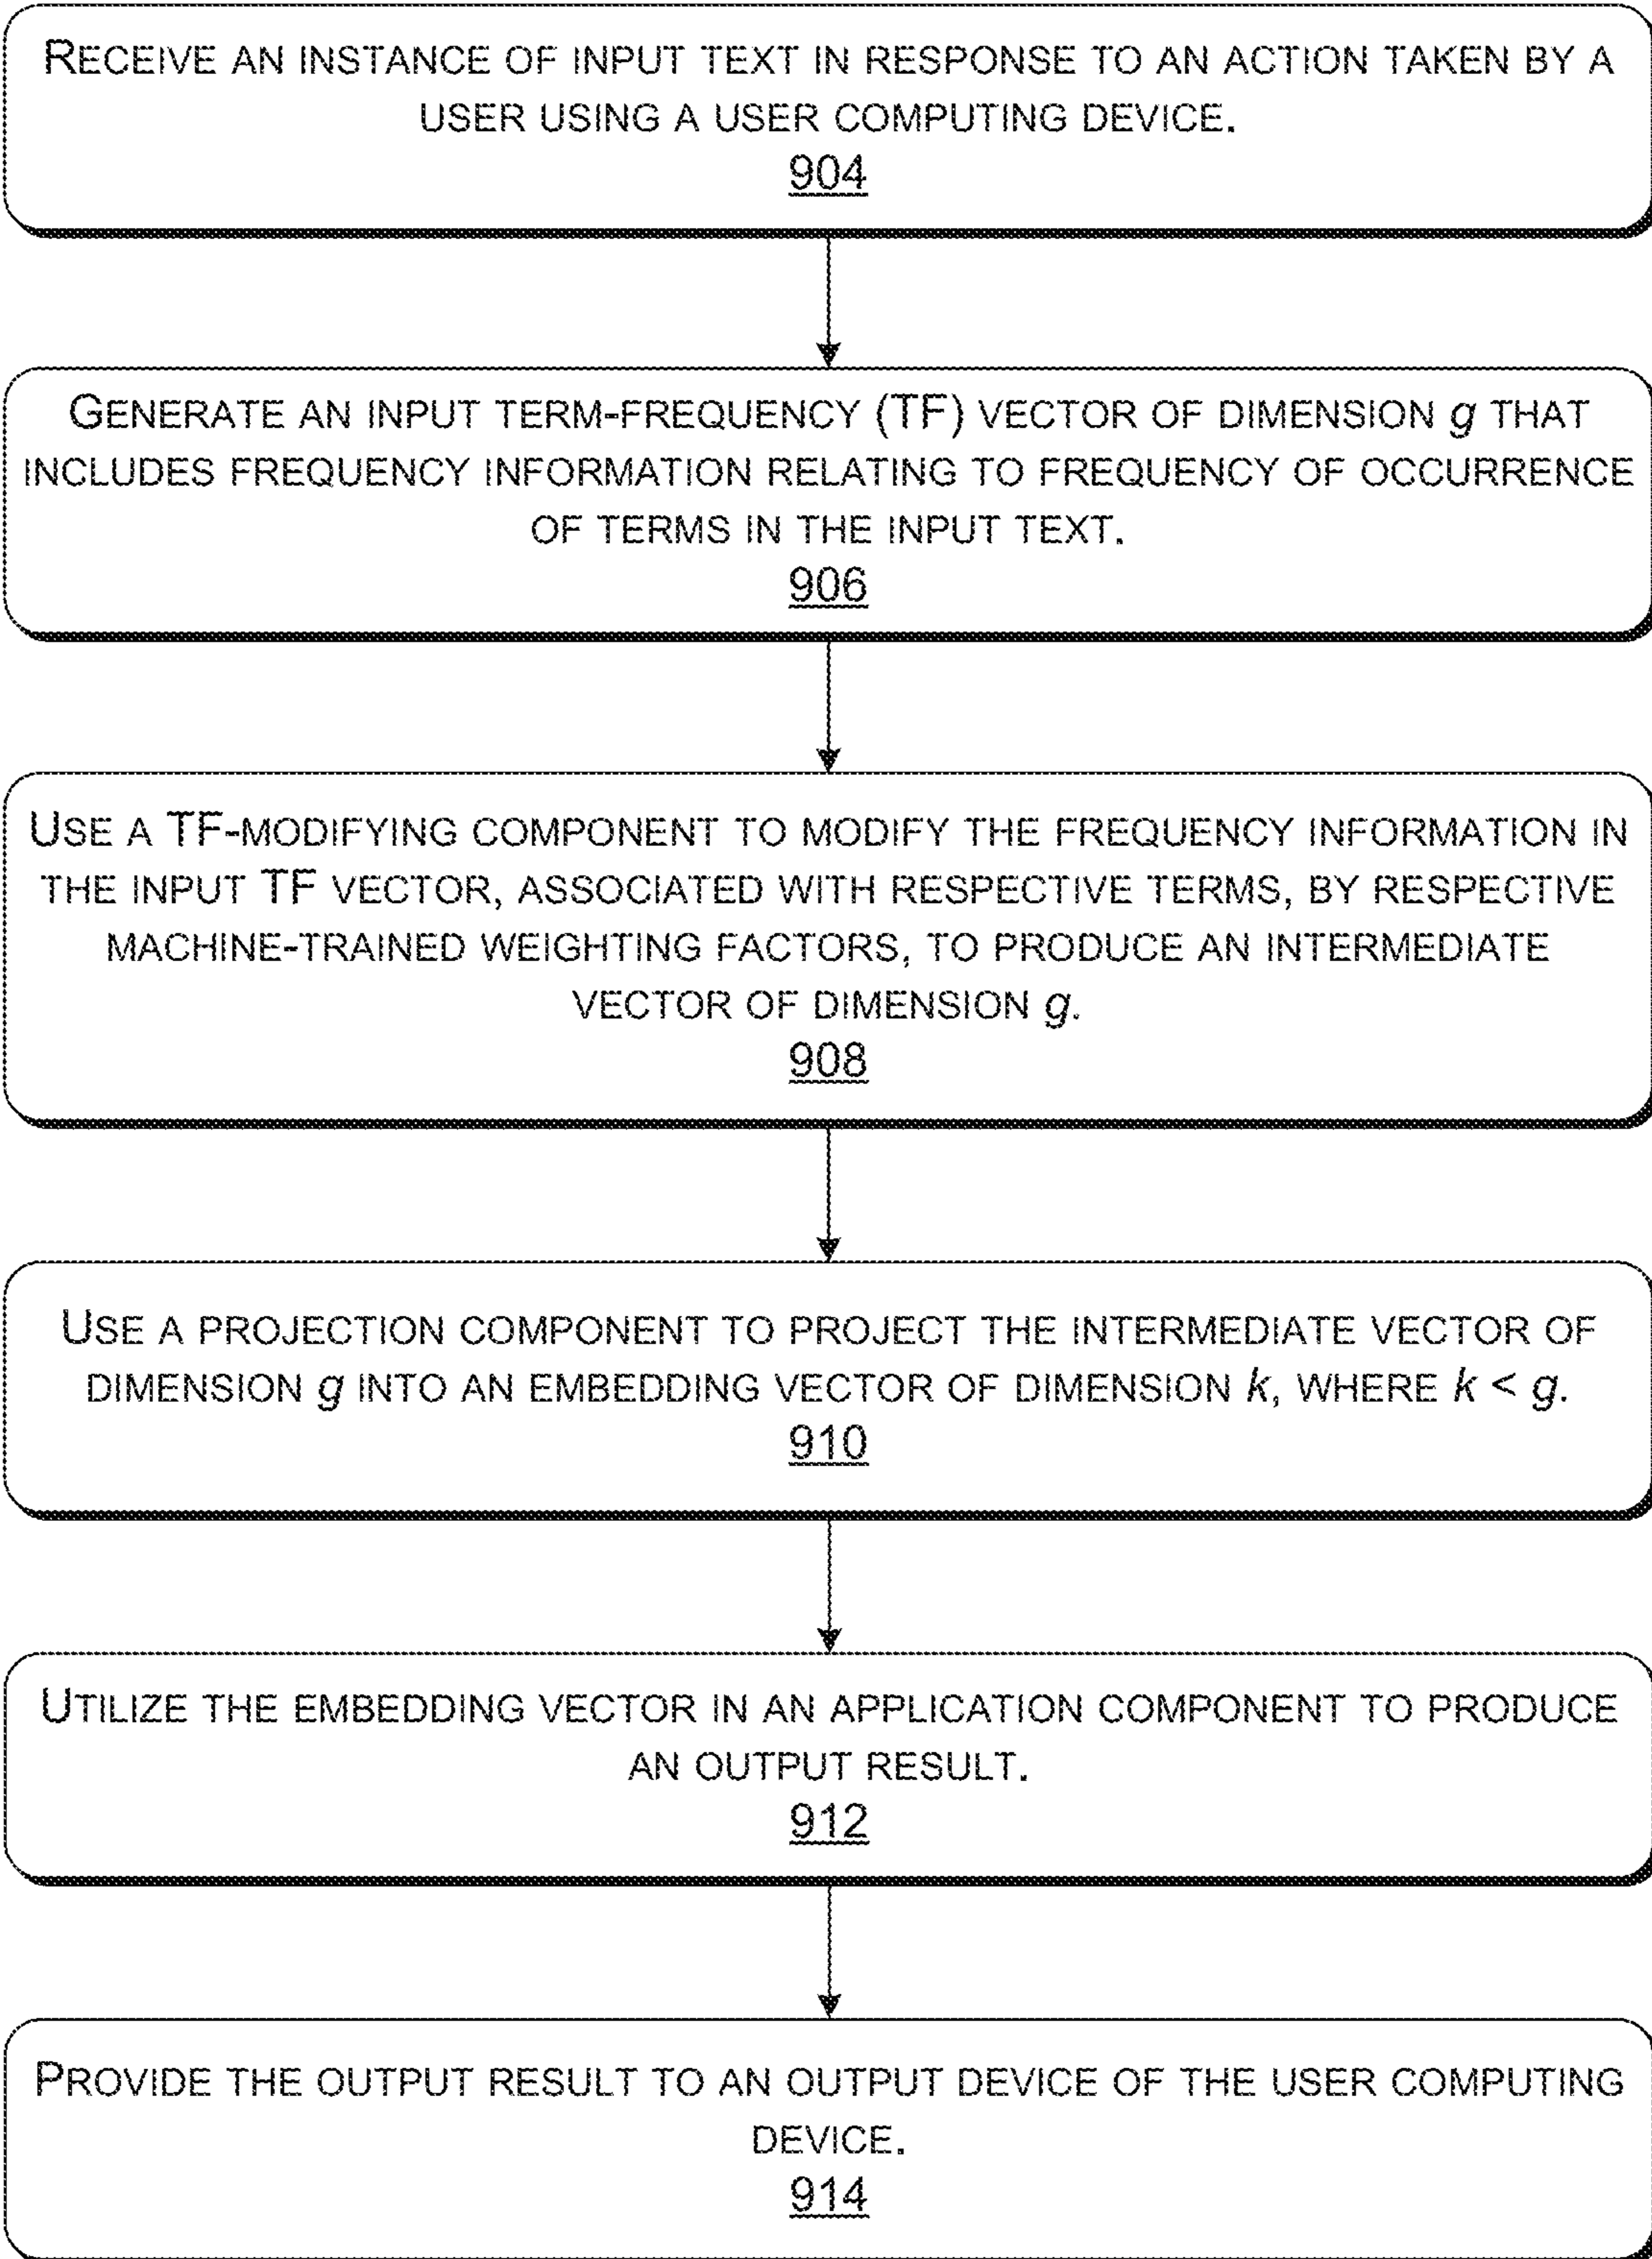 RECEIVE AN INSTANCE OF INPUT TEXT IN RESPONSE TO AN ACTION TAKEN BY A
USER USING A USER COMPUTING DEVICE.
904
GENERATE AN INPUT TERM-FREQUENCY (TF) VECTOR OF DIMENSION g THAT
INCLUDES FREQUENCY INFORMATION RELATING TO FREQUENCY OF OCCURRENCE
OF TERMS IN THE INPUT TEXT.
906
USE A TF-MODIFYING COMPONENT TO MODIFY THE FREQUENCY INFORMATION IN
THE INPUT TF VECTOR, ASSOCIATED WITH RESPECTIVE TERMS, BY RESPECTIVE
MACHINE-TRAINED WEIGHTING FACTORS, TO PRODUCE AN INTERMEDIATE
VECTOR OF DIMENSION g.
908
USE A PROJECTION COMPONENT TO PROJECT THE INTERMEDIATE VECTOR OF
DIMENSION g INTO AN EMBEDDING VECTOR OF DIMENSION k, WHERE k < g.
910
UTILIZE THE EMBEDDING VECTOR IN AN APPLICATION COMPONENT TO PRODUCE
AN OUTPUT RESULT.
912
PROVIDE THE OUTPUT RESULT TO AN OUTPUT DEVICE OF THE USER COMPUTING
DEVICE.
914